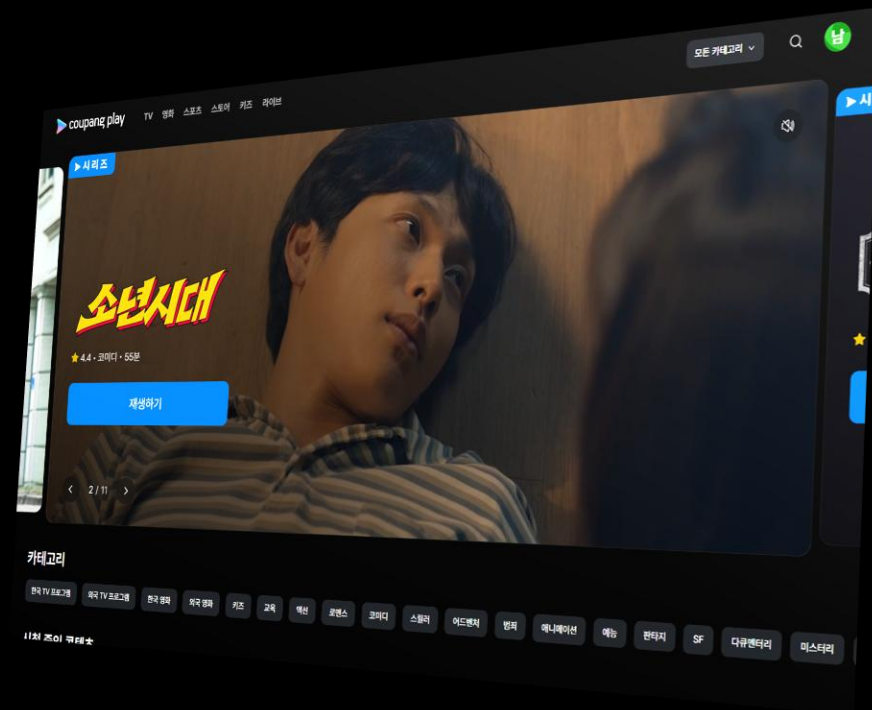 모든 카테고리
남
coupang play
TV 영화 스포츠 스토어 키즈 라이브
시리즈
소년시대
4.4 • 코미디 • 55분
재생하기
2 / 11
카테고리
한국 TV 프로그램 외국 TV 프로그램 한국 영화 외국 영화 키즈 교육 액션 로맨스 코미디 스릴러 어드벤처 범죄 애니메이션 예능 판타지 SF 다큐멘터리 미스터리